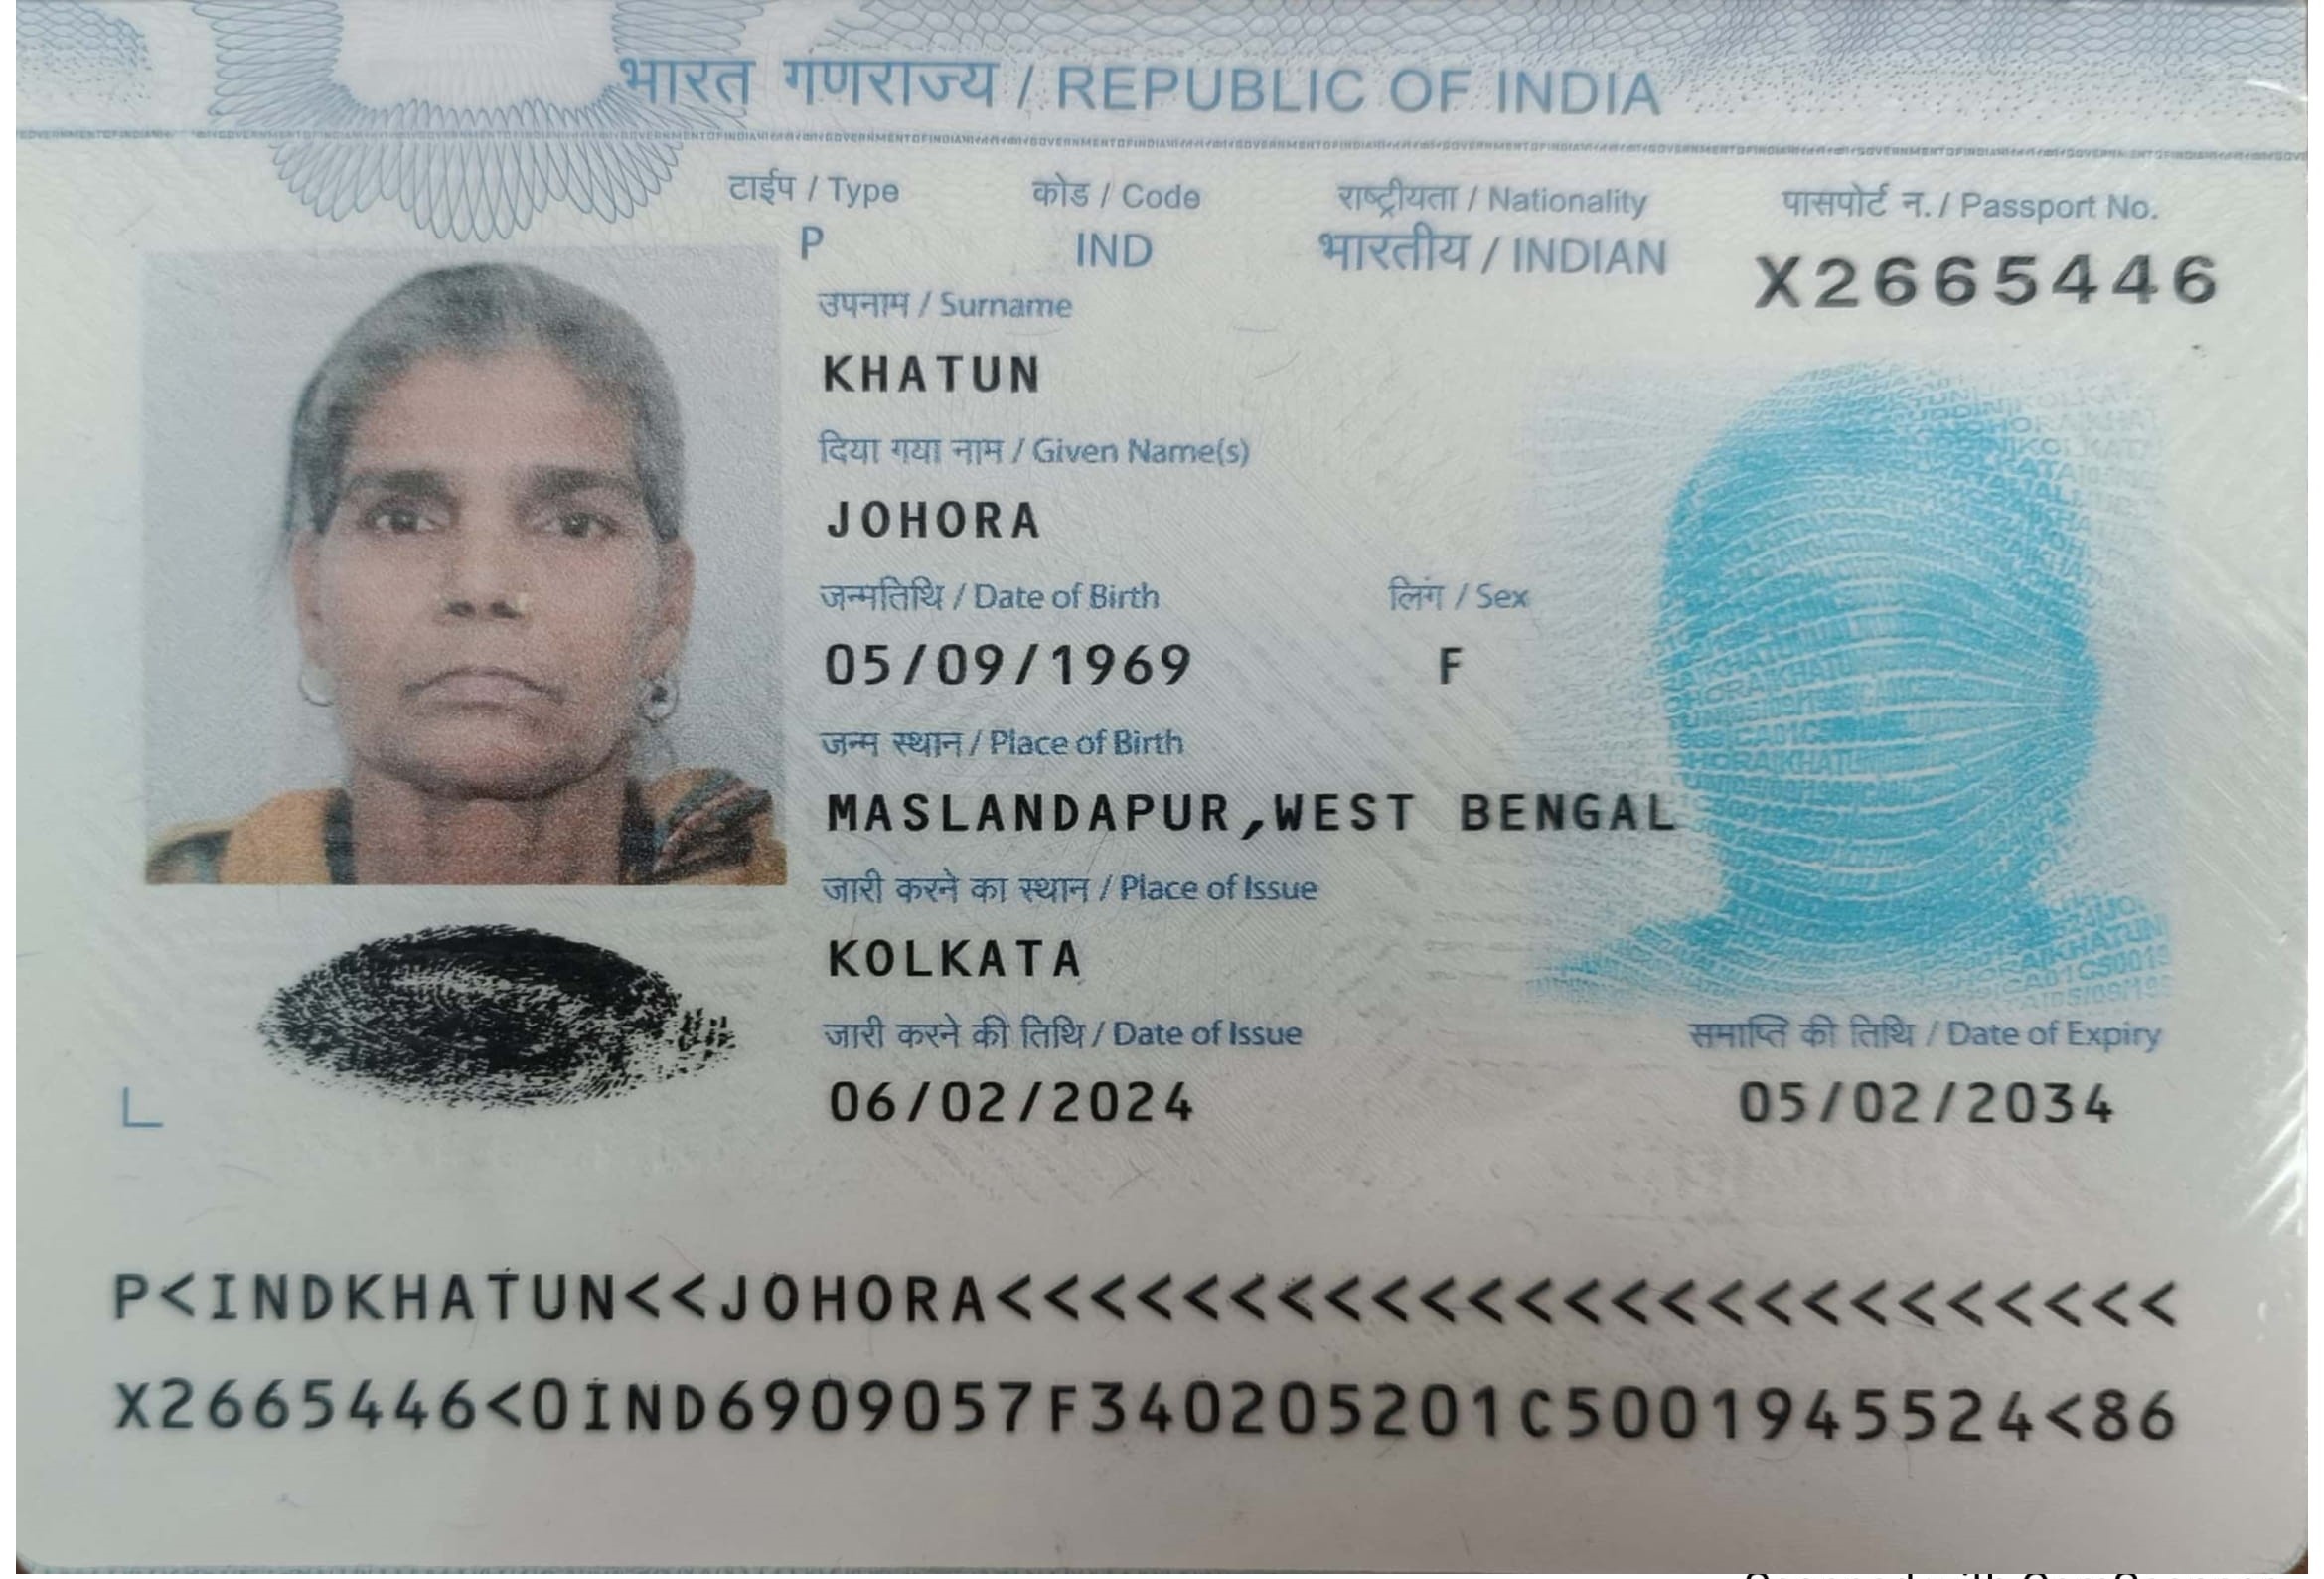 भारत गणराज्य / REPUBLIC OF INDIA
टाईप / Type कोड / Code राष्ट्रीयता / Nationality पासपोर्ट न. / Passport No.
P IND भारतीय / INDIAN X2665446
उपनाम / Surname
KHATUN
दिया गया नाम / Given Name(s)
JOHORA
जन्मतिथि / Date of Birth लिंग / Sex
05/09/1969 F
जन्म स्थान / Place of Birth
MASLANDAPUR,WEST BENGAL
जारी करने का स्थान / Place of Issue
KOLKATA
जारी करने की तिथि / Date of Issue समाप्ति की तिथि / Date of Expiry
06/02/2024 05/02/2034
P<INDKHATUN<<JOHORA<<<<<<<<<<<<<<<<<<<<<<<<<
X2665446<0IND6909057F340205201C5001945524<86